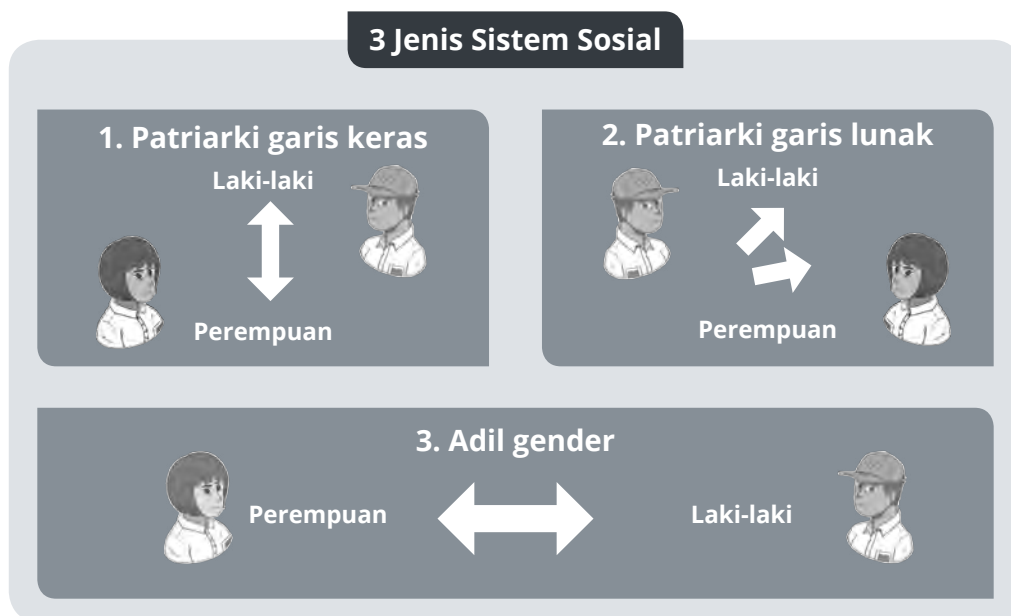 3 Jenis Sistem Sosial
1. Patriarki garis keras
Laki-laki
Perempuan
2. Patriarki garis lunak
Laki-laki
Perempuan
3. Adil gender
Perempuan
Laki-laki